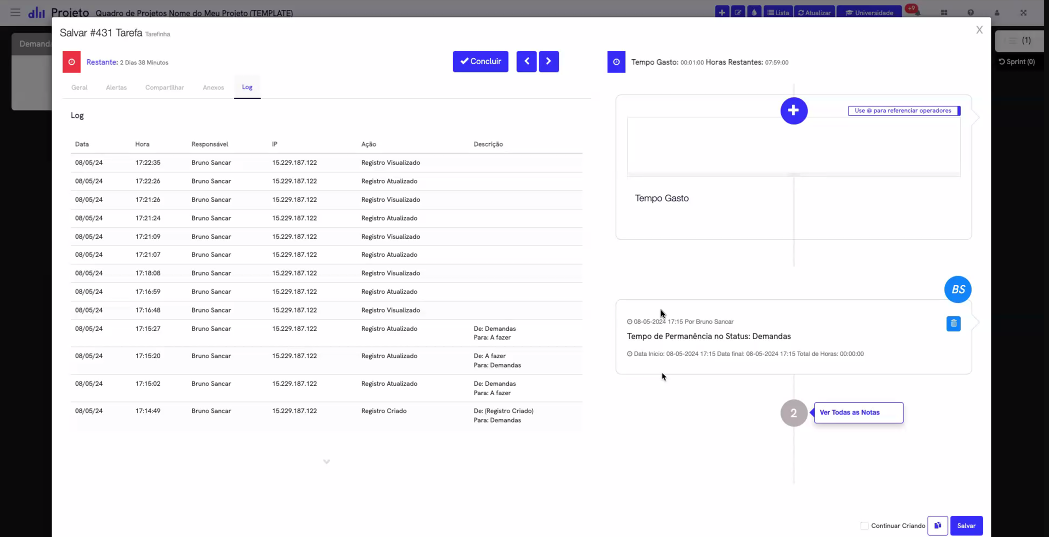 Projeto Quadro de Projetos Nome do Meu Projeto (TEMPLATE)
Lista
Atualizar
Universidade
+9
Demand
(1)
Sprint (0)
Salvar #431 Tarefa Tarefinha
X
Restante: 2 Dias 38 Minutos
Concluir
Tempo Gasto: 00:01:00 Horas Restantes: 07:59:00
Geral Alertas Compartilhar Anexos Log
Log
Data Hora Responsável IP Ação Descrição
08/05/24 17:22:35 Bruno Sancar 15.229.187.122 Registro Visualizado
08/05/24 17:22:26 Bruno Sancar 15.229.187.122 Registro Atualizado
08/05/24 17:21:26 Bruno Sancar 15.229.187.122 Registro Visualizado
08/05/24 17:21:24 Bruno Sancar 15.229.187.122 Registro Atualizado
08/05/24 17:21:09 Bruno Sancar 15.229.187.122 Registro Visualizado
08/05/24 17:21:07 Bruno Sancar 15.229.187.122 Registro Atualizado
08/05/24 17:18:08 Bruno Sancar 15.229.187.122 Registro Visualizado
08/05/24 17:16:59 Bruno Sancar 15.229.187.122 Registro Atualizado
08/05/24 17:16:48 Bruno Sancar 15.229.187.122 Registro Visualizado
08/05/24 17:15:27 Bruno Sancar 15.229.187.122 Registro Atualizado De: Demandas
Para: A fazer
08/05/24 17:15:20 Bruno Sancar 15.229.187.122 Registro Atualizado De: A fazer
Para: Demandas
08/05/24 17:15:02 Bruno Sancar 15.229.187.122 Registro Atualizado De: Demandas
Para: A fazer
08/05/24 17:14:49 Bruno Sancar 15.229.187.122 Registro Criado De: (Registro Criado)
Para: Demandas
Use @ para referenciar operadores
Tempo Gasto
BS
08-05-2024 17:15 Por Bruno Sancar
Tempo de Permanência no Status: Demandas
Data Inicio: 08-05-2024 17:15 Data final: 08-05-2024 17:15 Total de Horas: 00:00:00
2
Ver Todas as Notas
Continuar Criando
Salvar